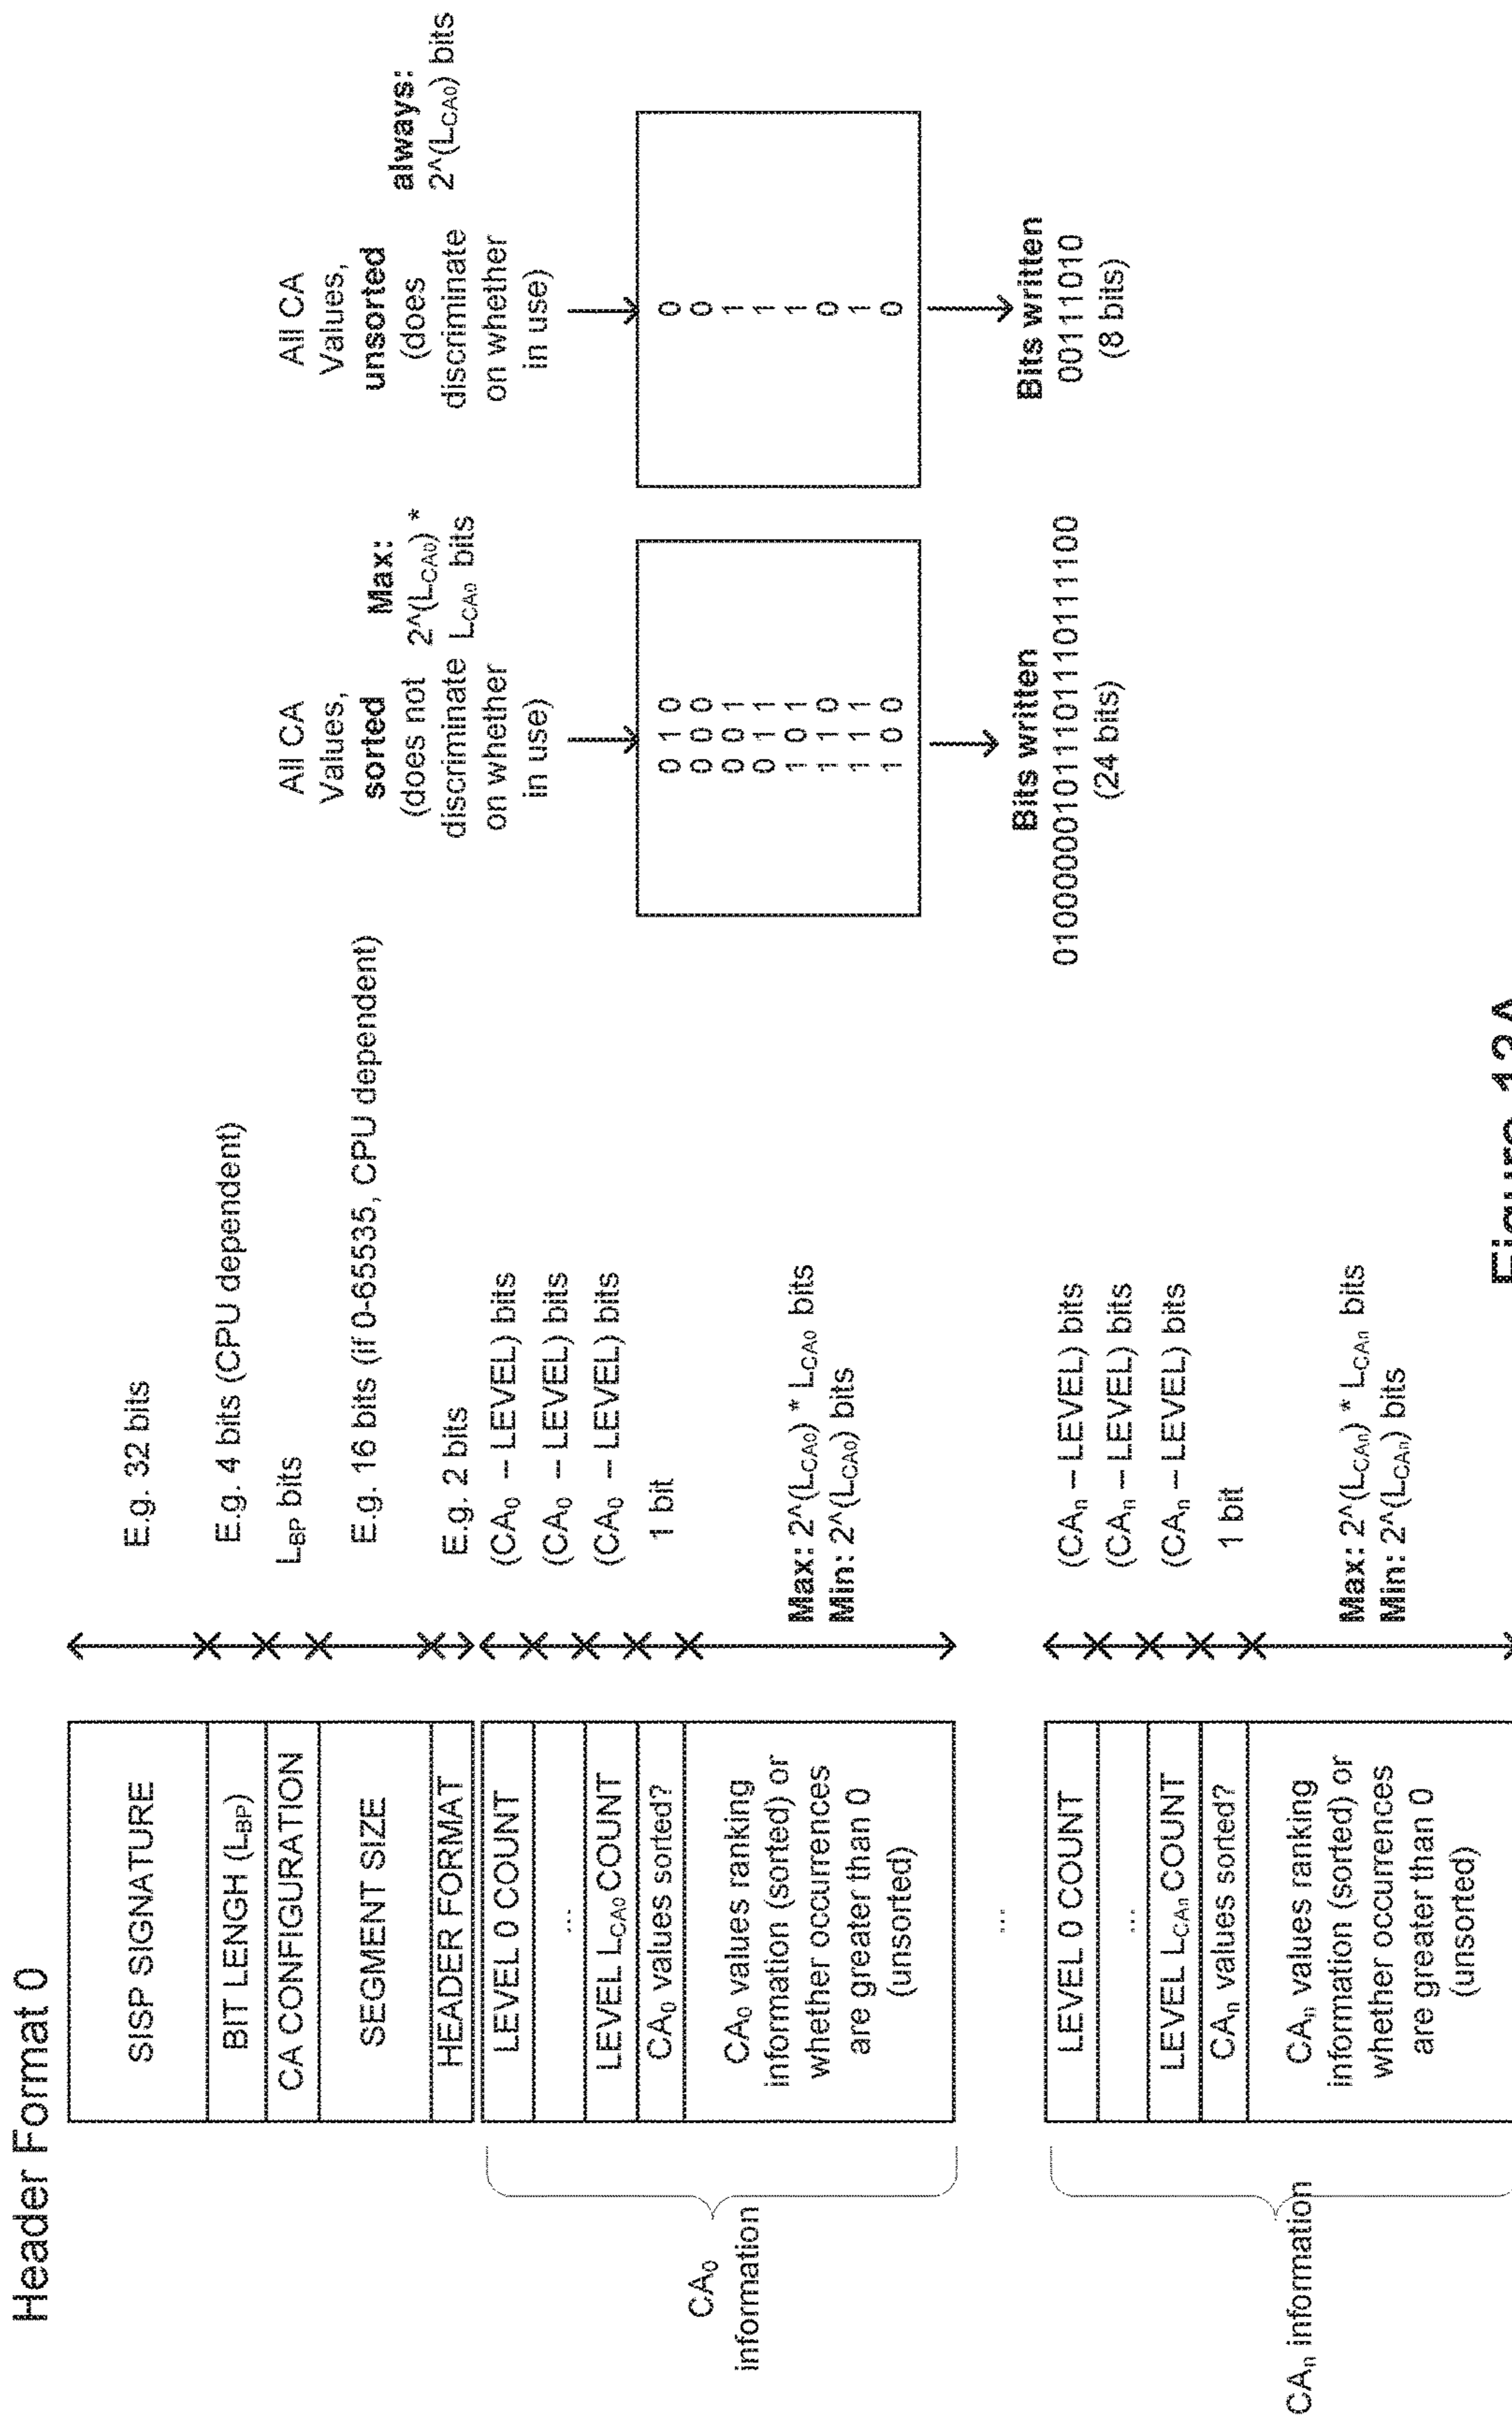 Header Format 0
SISP SIGNATURE
E.g. 32 bits
BIT LENGH (L_BP)
E.g. 4 bits (CPU dependent)
CA CONFIGURATION
L_BP bits
SEGMENT SIZE
E.g. 16 bits (if 0-65535, CPU dependent)
HEADER FORMAT
E.g. 2 bits
CA₀
information
LEVEL 0 COUNT
(CA₀ – LEVEL) bits
...
(CA₀ – LEVEL) bits
LEVEL L_CA₀ COUNT
(CA₀ – LEVEL) bits
CA₀ values sorted?
1 bit
CA₀ values ranking
information (sorted) or
whether occurrences
are greater than 0
(unsorted)
Max: 2^(L_CA₀) * L_CA₀ bits
Min: 2^(L_CA₀) bits
...
CAₙ information
LEVEL 0 COUNT
(CAₙ – LEVEL) bits
...
(CAₙ – LEVEL) bits
LEVEL L_CAₙ COUNT
(CAₙ – LEVEL) bits
CAₙ values sorted?
1 bit
CAₙ values ranking
information (sorted) or
whether occurrences
are greater than 0
(unsorted)
Max: 2^(L_CAₙ) * L_CAₙ bits
Min: 2^(L_CAₙ) bits
All CA
Values,
sorted
(does not
discriminate
on whether
in use)
Max:
2^(L_CA₀) *
L_CA₀ bits
0 1 0
0 0 0
0 0 1
0 1 1
1 0 1
1 1 0
1 1 1
1 0 0
Bits written
010000001011101110111100
(24 bits)
All CA
Values,
unsorted
(does
discriminate
on whether
in use)
always:
2^(L_CA₀) bits
0
0
1
1
1
0
1
0
Bits written
00111010
(8 bits)
Figure 13A